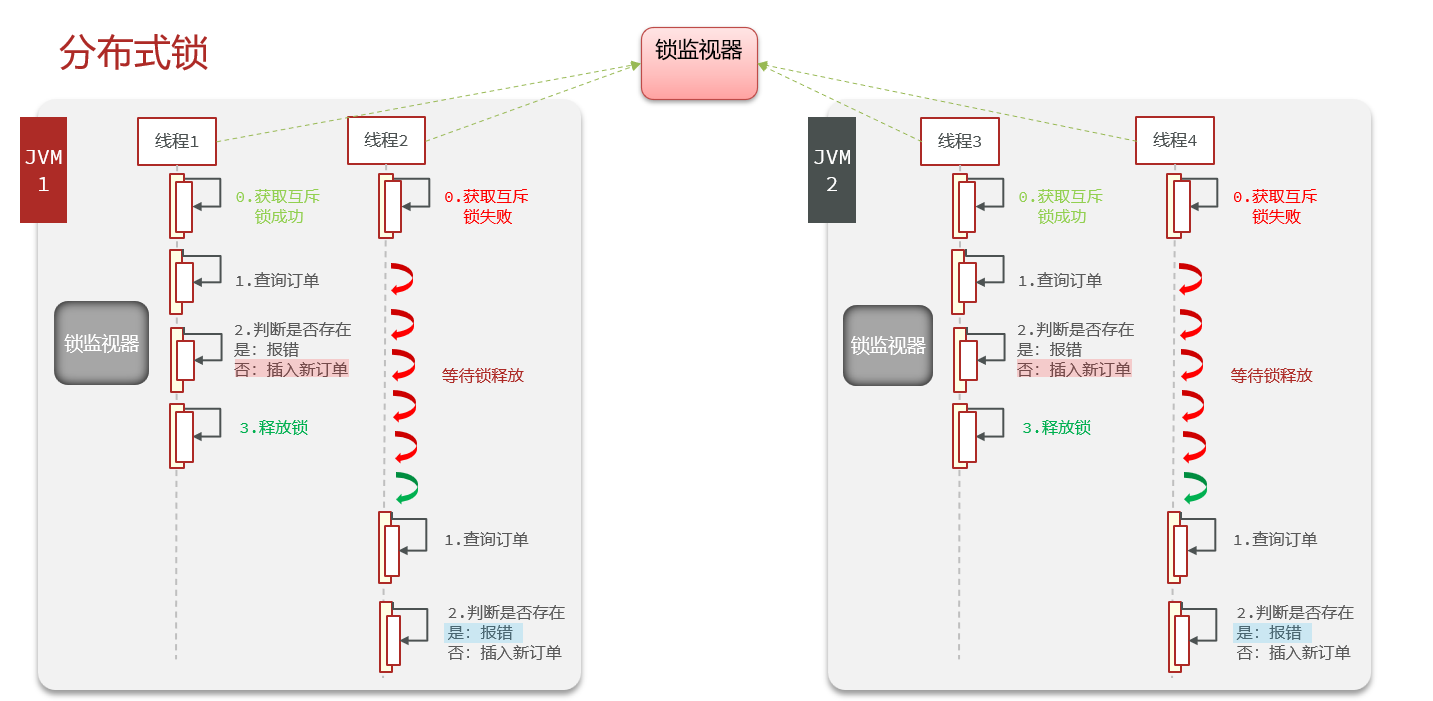 分布式锁
锁监视器
JVM
1
线程1
线程2
0.获取互斥
锁成功
0.获取互斥
锁失败
1.查询订单
锁监视器
2.判断是否存在
是：报错
否：插入新订单
等待锁释放
3.释放锁
1.查询订单
2.判断是否存在
是：报错
否：插入新订单
JVM
2
线程3
线程4
0.获取互斥
锁成功
0.获取互斥
锁失败
1.查询订单
锁监视器
2.判断是否存在
是：报错
否：插入新订单
等待锁释放
3.释放锁
1.查询订单
2.判断是否存在
是：报错
否：插入新订单